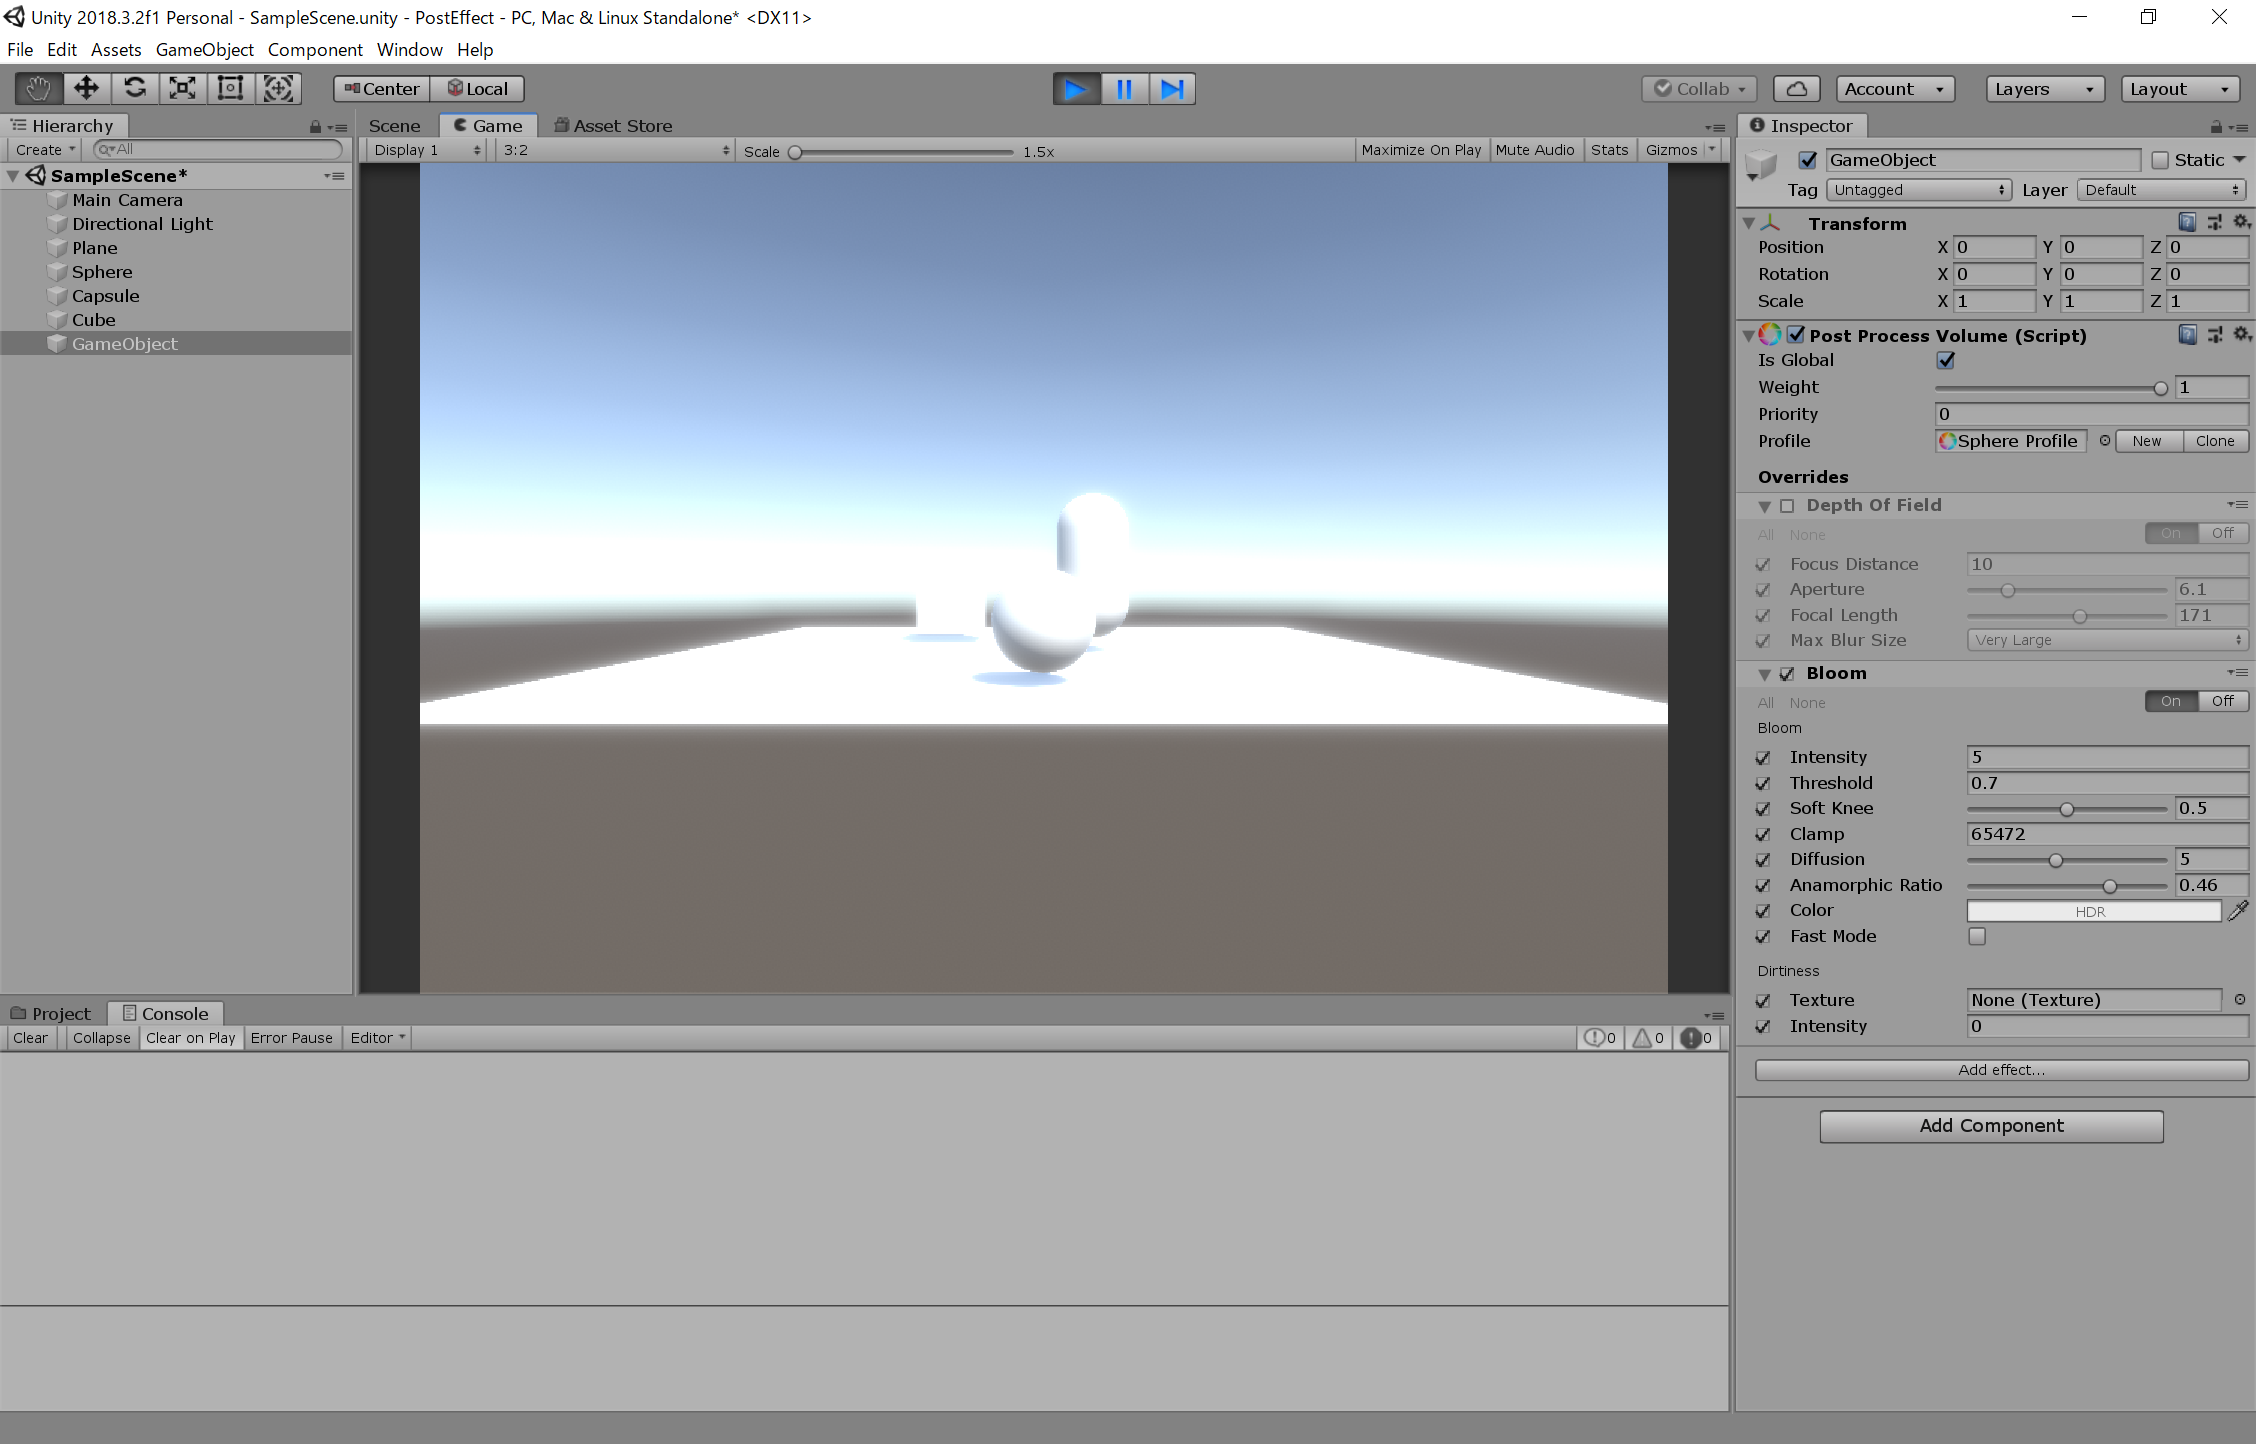 Unity 2018.3.2f1 Personal - SampleScene.unity - PostEffect - PC, Mac & Linux Standalone* <DX11>
File Edit Assets GameObject Component Window Help
Center Local Collab Account Layers Layout
Hierarchy
Create All
SampleScene*
Main Camera
Directional Light
Plane
Sphere
Capsule
Cube
GameObject
Scene Game Asset Store
Display 1 3:2 Scale 1.5x Maximize On Play Mute Audio Stats Gizmos
Inspector
GameObject Static
Tag Untagged Layer Default
Transform
Position X 0 Y 0 Z 0
Rotation X 0 Y 0 Z 0
Scale X 1 Y 1 Z 1
Post Process Volume (Script)
Is Global
Weight 1
Priority 0
Profile Sphere Profile New Clone
Overrides
Depth Of Field
All None On Off
Focus Distance 10
Aperture 6.1
Focal Length 171
Max Blur Size Very Large
Bloom
All None On Off
Bloom
Intensity 5
Threshold 0.7
Soft Knee 0.5
Clamp 65472
Diffusion 5
Anamorphic Ratio 0.46
Color HDR
Fast Mode
Dirtiness
Texture None (Texture)
Intensity 0
Add effect...
Add Component
Project Console
Clear Collapse Clear on Play Error Pause Editor 0 0 0